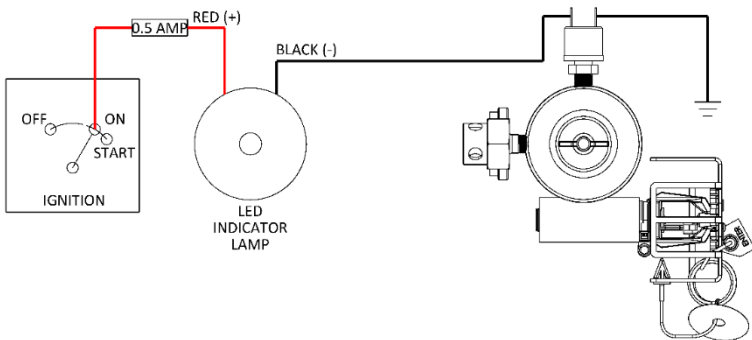 0.5 AMP
RED (+)
BLACK (-)
OFF
ON
START
IGNITION
LED
INDICATOR
LAMP